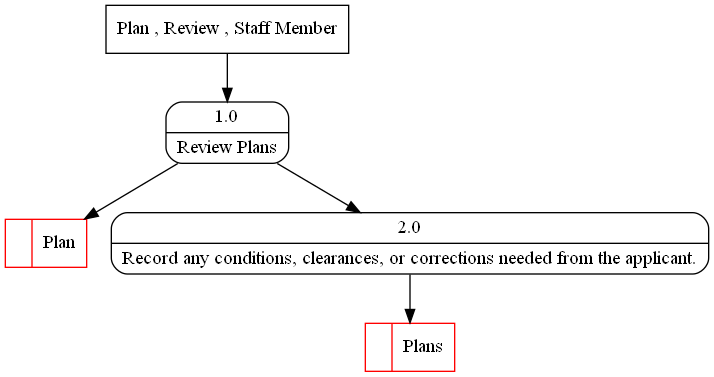 Plan , Review , Staff Member
1.0
Review Plans
Plan
2.0
Record any conditions, clearances, or corrections needed from the applicant.
Plans